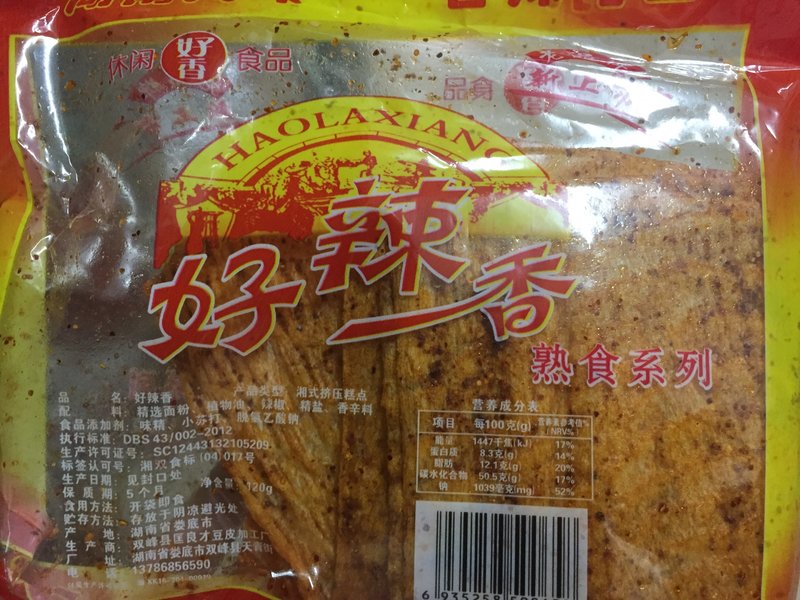 休闲 好香 食品
HAOLAXIANG
好辣香
熟食系列
品 名：好辣香 产品类型 湘式挤压糕点
配 料：精选面粉 植物油、辣椒、精盐、香辛料
食品添加剂：味精、小苏打、脱氢乙酸钠
执行标准：DBS 43/002-2012
生产许可证号：SC12443132105209
标签认可号：湘双食标(04)017号
生产日期：见封口处
保 质 期：5个月 净含量：120g
食用方法：开袋即食
贮存方法：存放于阴凉避光处
产 地：湖南省娄底市
生 产 商：双峰县匡良才豆皮加工厂
厂 址：湖南省娄底市双峰县天青街
电 话：13786856590
营养成分表
项目 每100克(g) 营养素参考值%(NRV%)
能量 1447千焦(kJ) 17%
蛋白质 8.3克(g) 14%
脂肪 12.1克(g) 20%
碳水化合物 50.5克(g) 17%
钠 1039毫克(mg) 52%